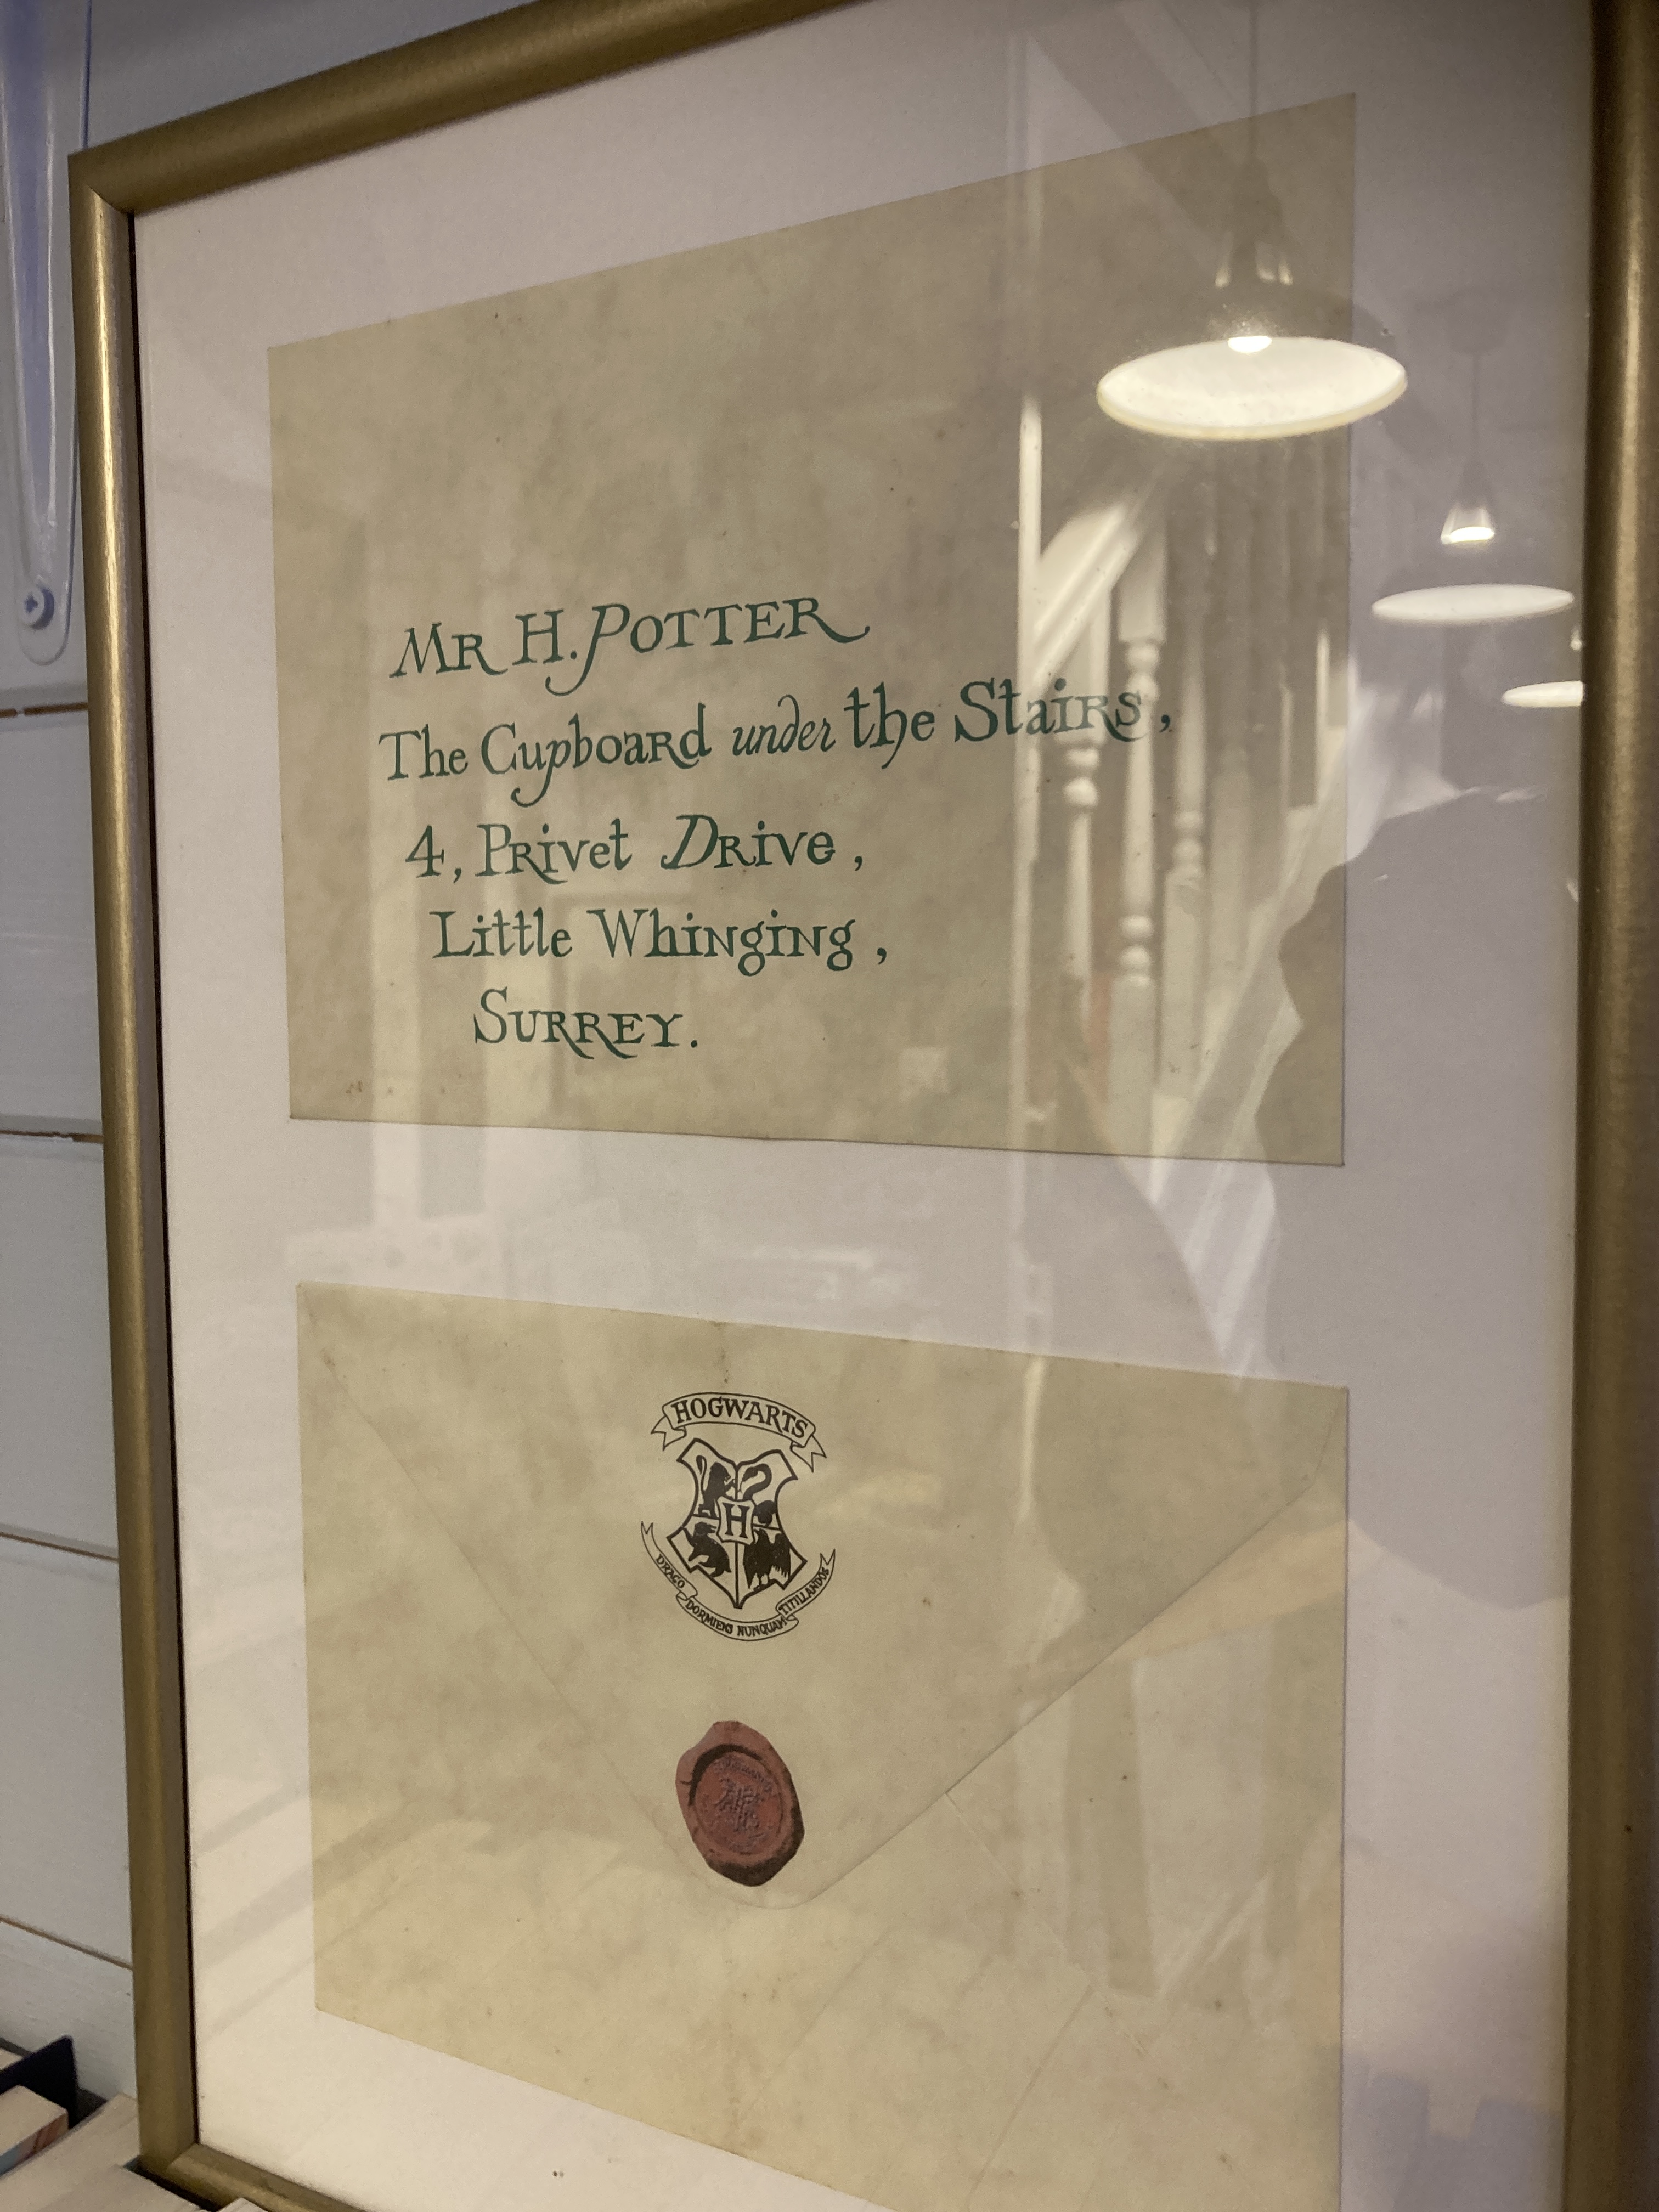 Mr H. Potter
The Cupboard under the Stairs,
4, Privet Drive,
Little Whinging,
Surrey.
HOGWARTS
H
DRACO DORMIENS NUNQUAM TITILLANDUS